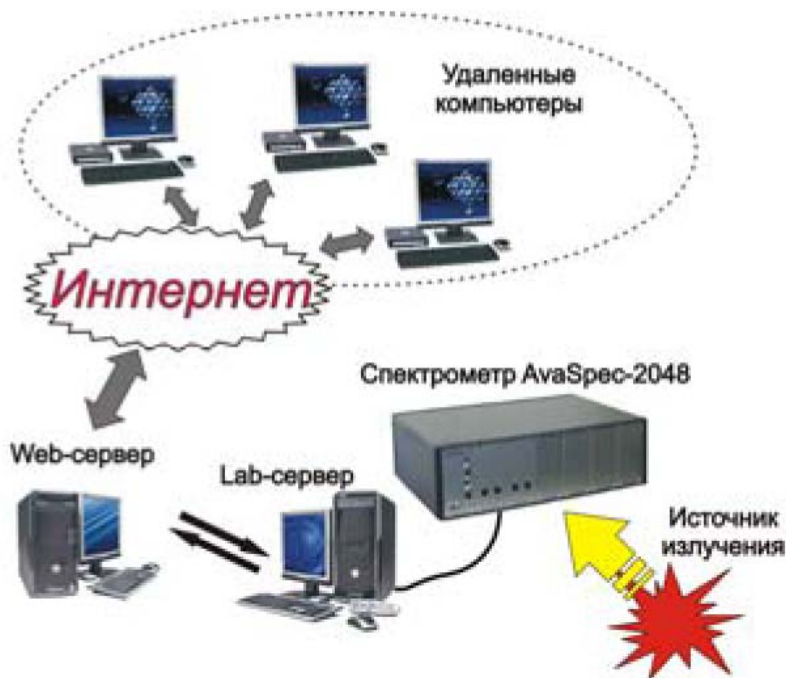 Удаленные
компьютеры
Интернет
Спектрометр AvaSpec-2048
Web-сервер
Lab-сервер
Источник
излучения